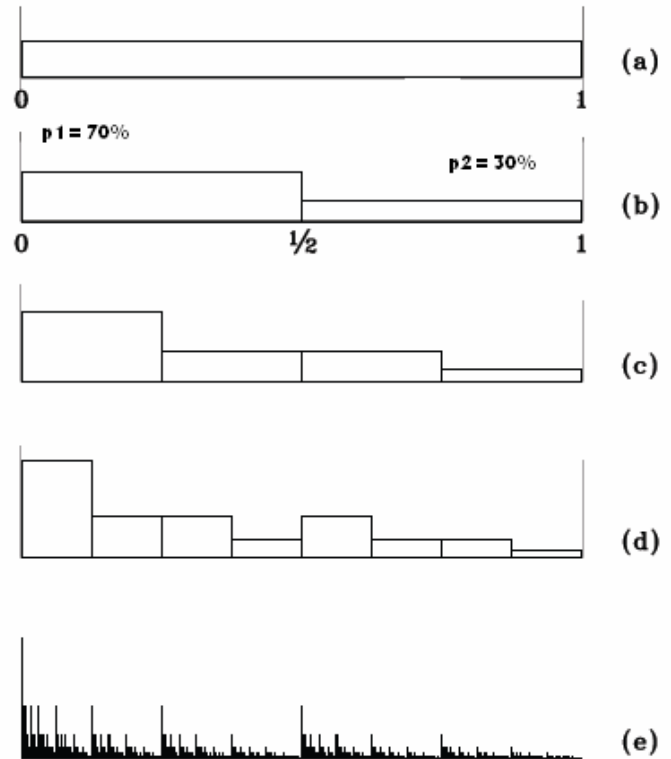 (a)
0 1
p1 = 70%
p2 = 30%
(b)
0 ½ 1
(c)
(d)
(e)